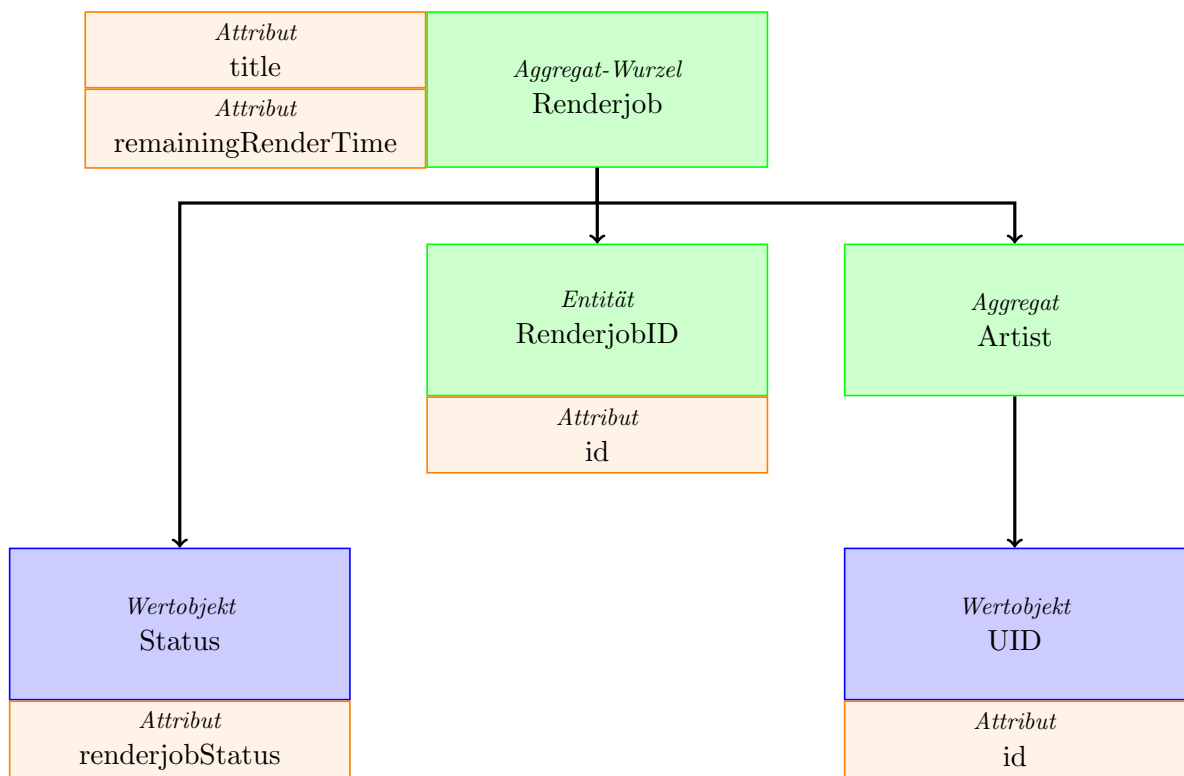 Attribut
title
Attribut
remainingRenderTime
Aggregat-Wurzel
Renderjob
Entität
RenderjobID
Attribut
id
Aggregat
Artist
Wertobjekt
Status
Attribut
renderjobStatus
Wertobjekt
UID
Attribut
id